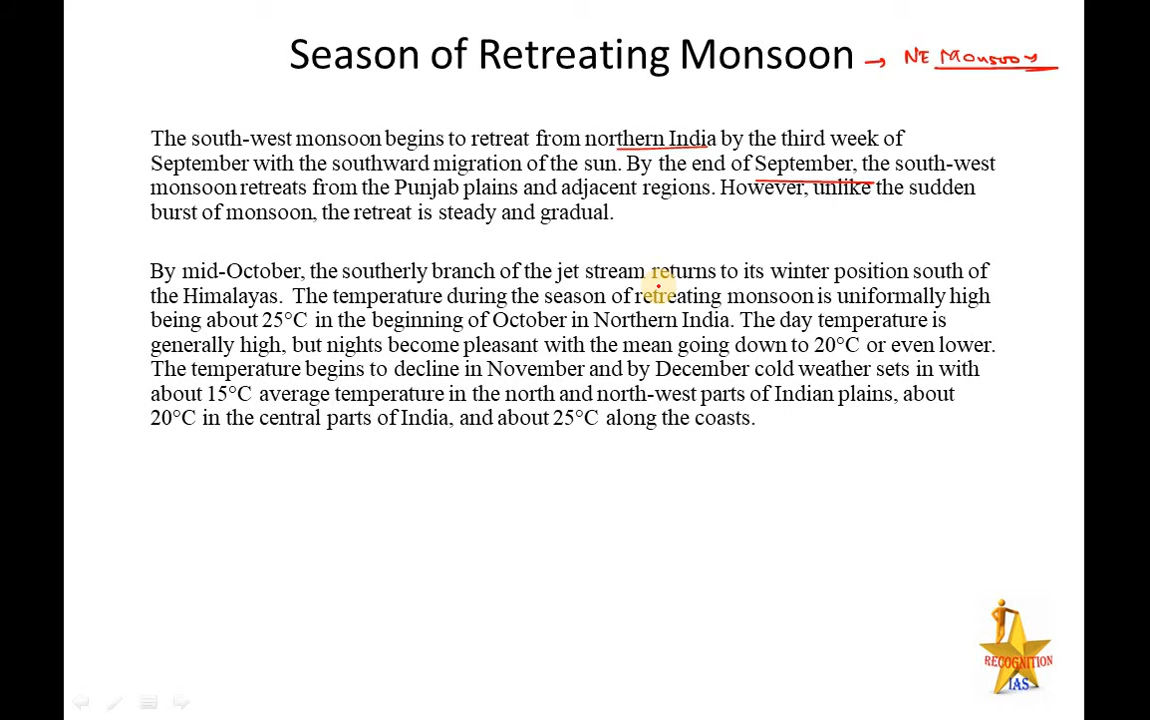 Season of Retreating Monsoon → NE Monsoon
The south-west monsoon begins to retreat from northern India by the third week of
September with the southward migration of the sun. By the end of September, the south-west
monsoon retreats from the Punjab plains and adjacent regions. However, unlike the sudden
burst of monsoon, the retreat is steady and gradual.
By mid-October, the southerly branch of the jet stream returns to its winter position south of
the Himalayas. The temperature during the season of retreating monsoon is uniformally high
being about 25°C in the beginning of October in Northern India. The day temperature is
generally high, but nights become pleasant with the mean going down to 20°C or even lower.
The temperature begins to decline in November and by December cold weather sets in with
about 15°C average temperature in the north and north-west parts of Indian plains, about
20°C in the central parts of India, and about 25°C along the coasts.
RECOGNITION
IAS